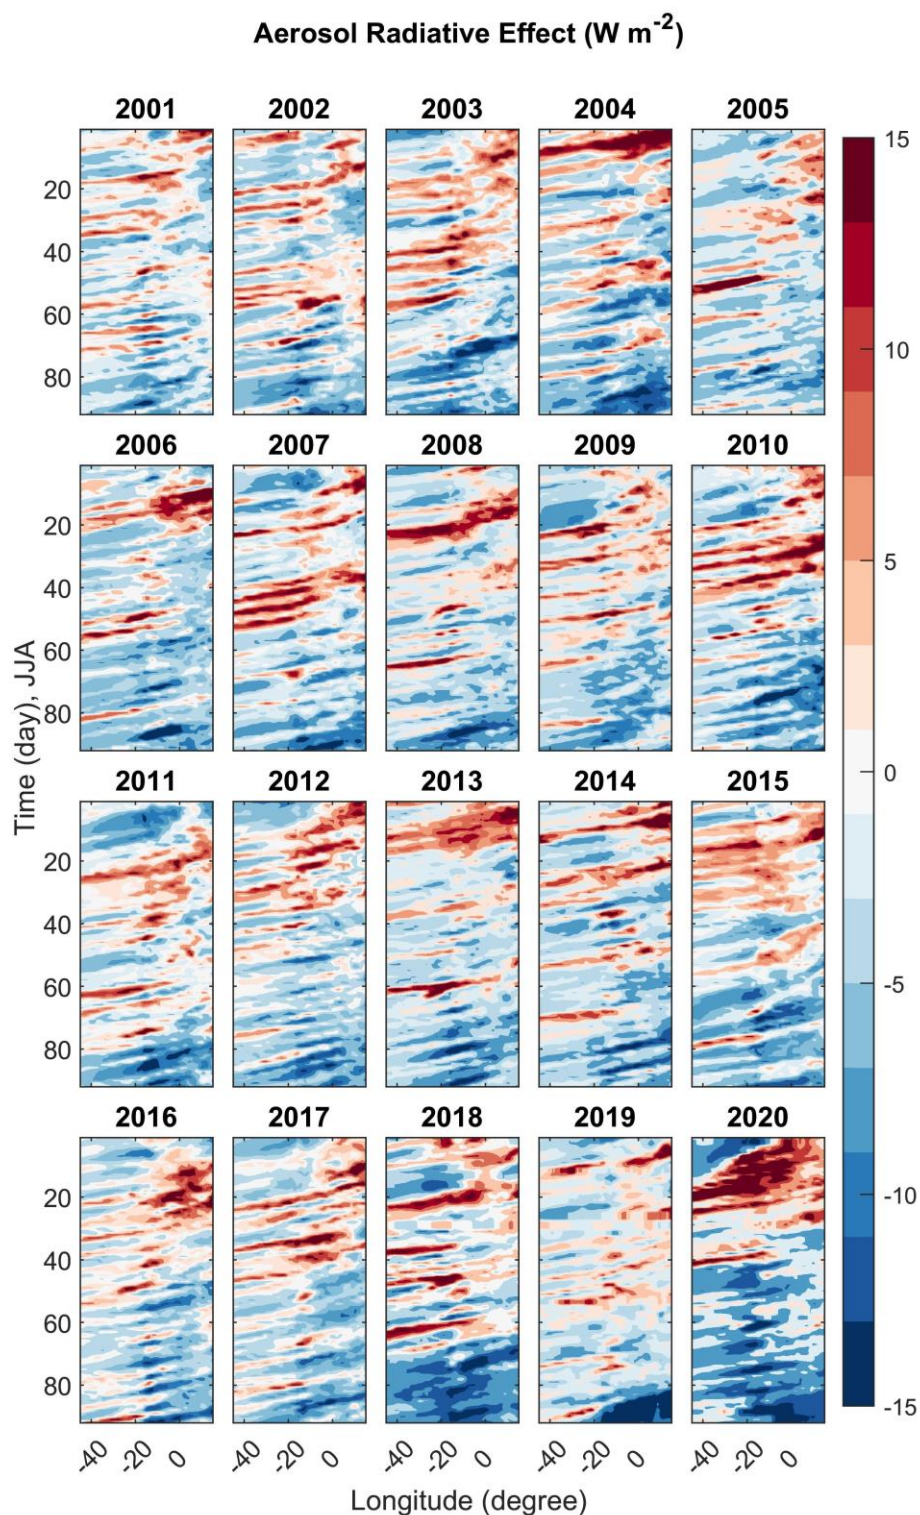 Aerosol Radiative Effect (W m⁻²)
2001 2002 2003 2004 2005
15
20
40
60
80
10
2006 2007 2008 2009 2010
20
40
60
80
5
0
Time (day), JJA
2011 2012 2013 2014 2015
20
40
60
80
-5
2016 2017 2018 2019 2020
20
40
60
80
-10
-15
-40 -20 0 -40 -20 0 -40 -20 0 -40 -20 0 -40 -20 0
Longitude (degree)